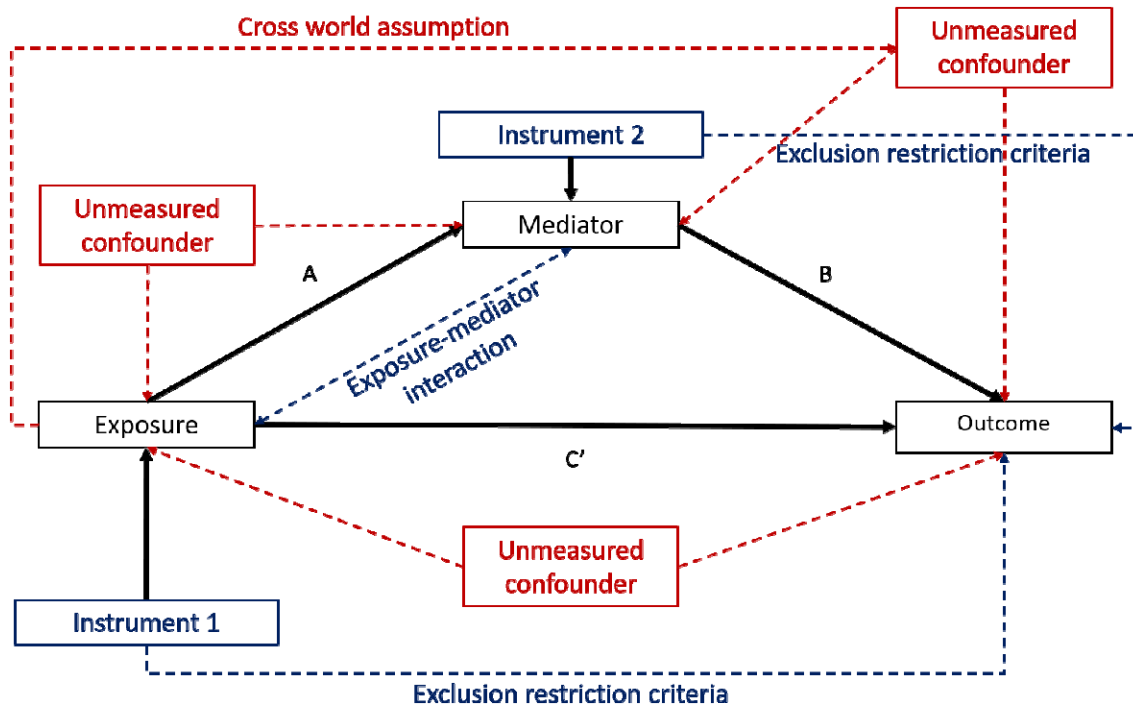 Cross world assumption
Unmeasured
confounder
Instrument 2
Exclusion restriction criteria
Unmeasured
confounder
Mediator
A
B
Exposure-mediator
interaction
Exposure
Outcome
C’
Unmeasured
confounder
Instrument 1
Exclusion restriction criteria